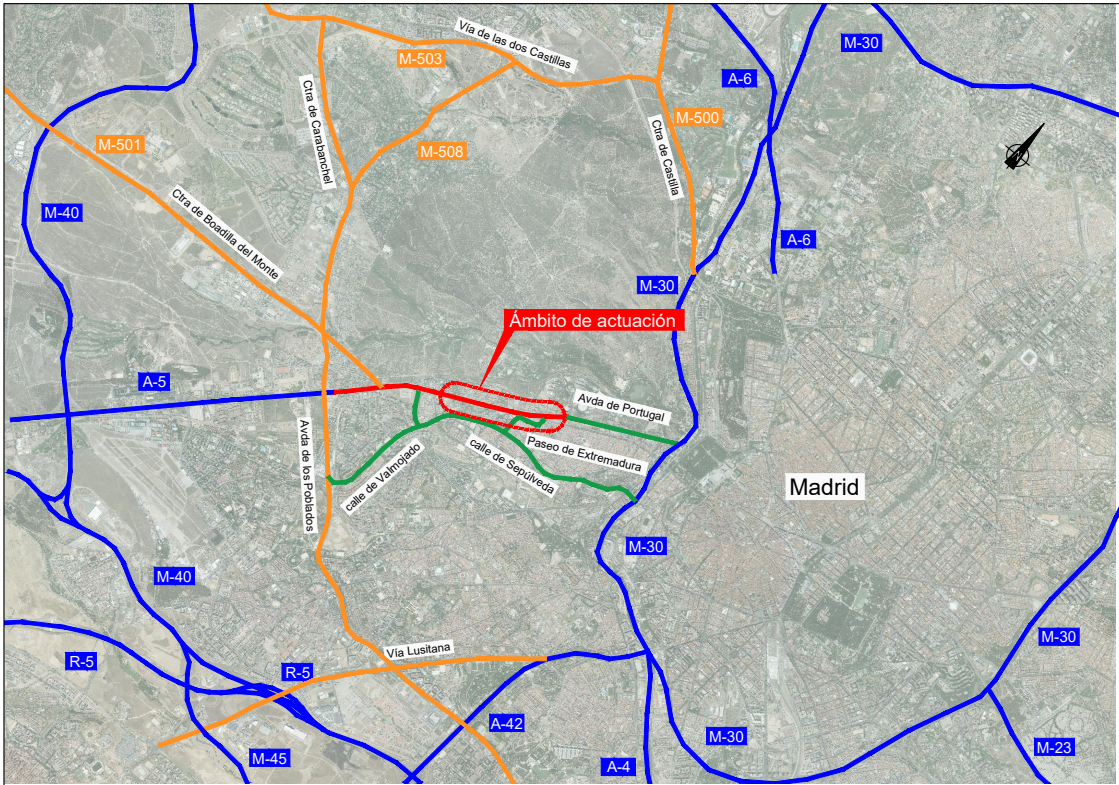 Vía de las dos Castillas
M-30
M-503
A-6
M-500
M-501
Ctra de Carabanchel
M-508
Ctra de Castilla
M-40
Ctra de Boadilla del Monte
A-6
M-30
Ámbito de actuación
A-5
Avda de Portugal
Avda de los Poblados
calle de Valmojado
calle de Sepúlveda
Paseo de Extremadura
Madrid
M-30
M-40
M-30
Vía Lusitana
R-5
R-5
A-42
M-45
A-4
M-30
M-23